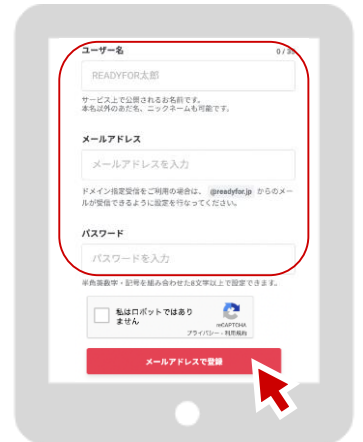 ユーザー名
0 /
READYFOR太郎
サービス上で公開されるお名前です。
本名以外のあだ名、ニックネームも可能です。
メールアドレス
メールアドレスを入力
ドメイン指定受信をご利用の場合は、 @readyfor.jp からのメー
ルが受信できるように設定を行なってください。
パスワード
パスワードを入力
半角英数字・記号を組み合わせた8文字以上で設定できます。
私はロボットではあり
ません
reCAPTCHA
プライバシー - 利用規約
メールアドレスで登録